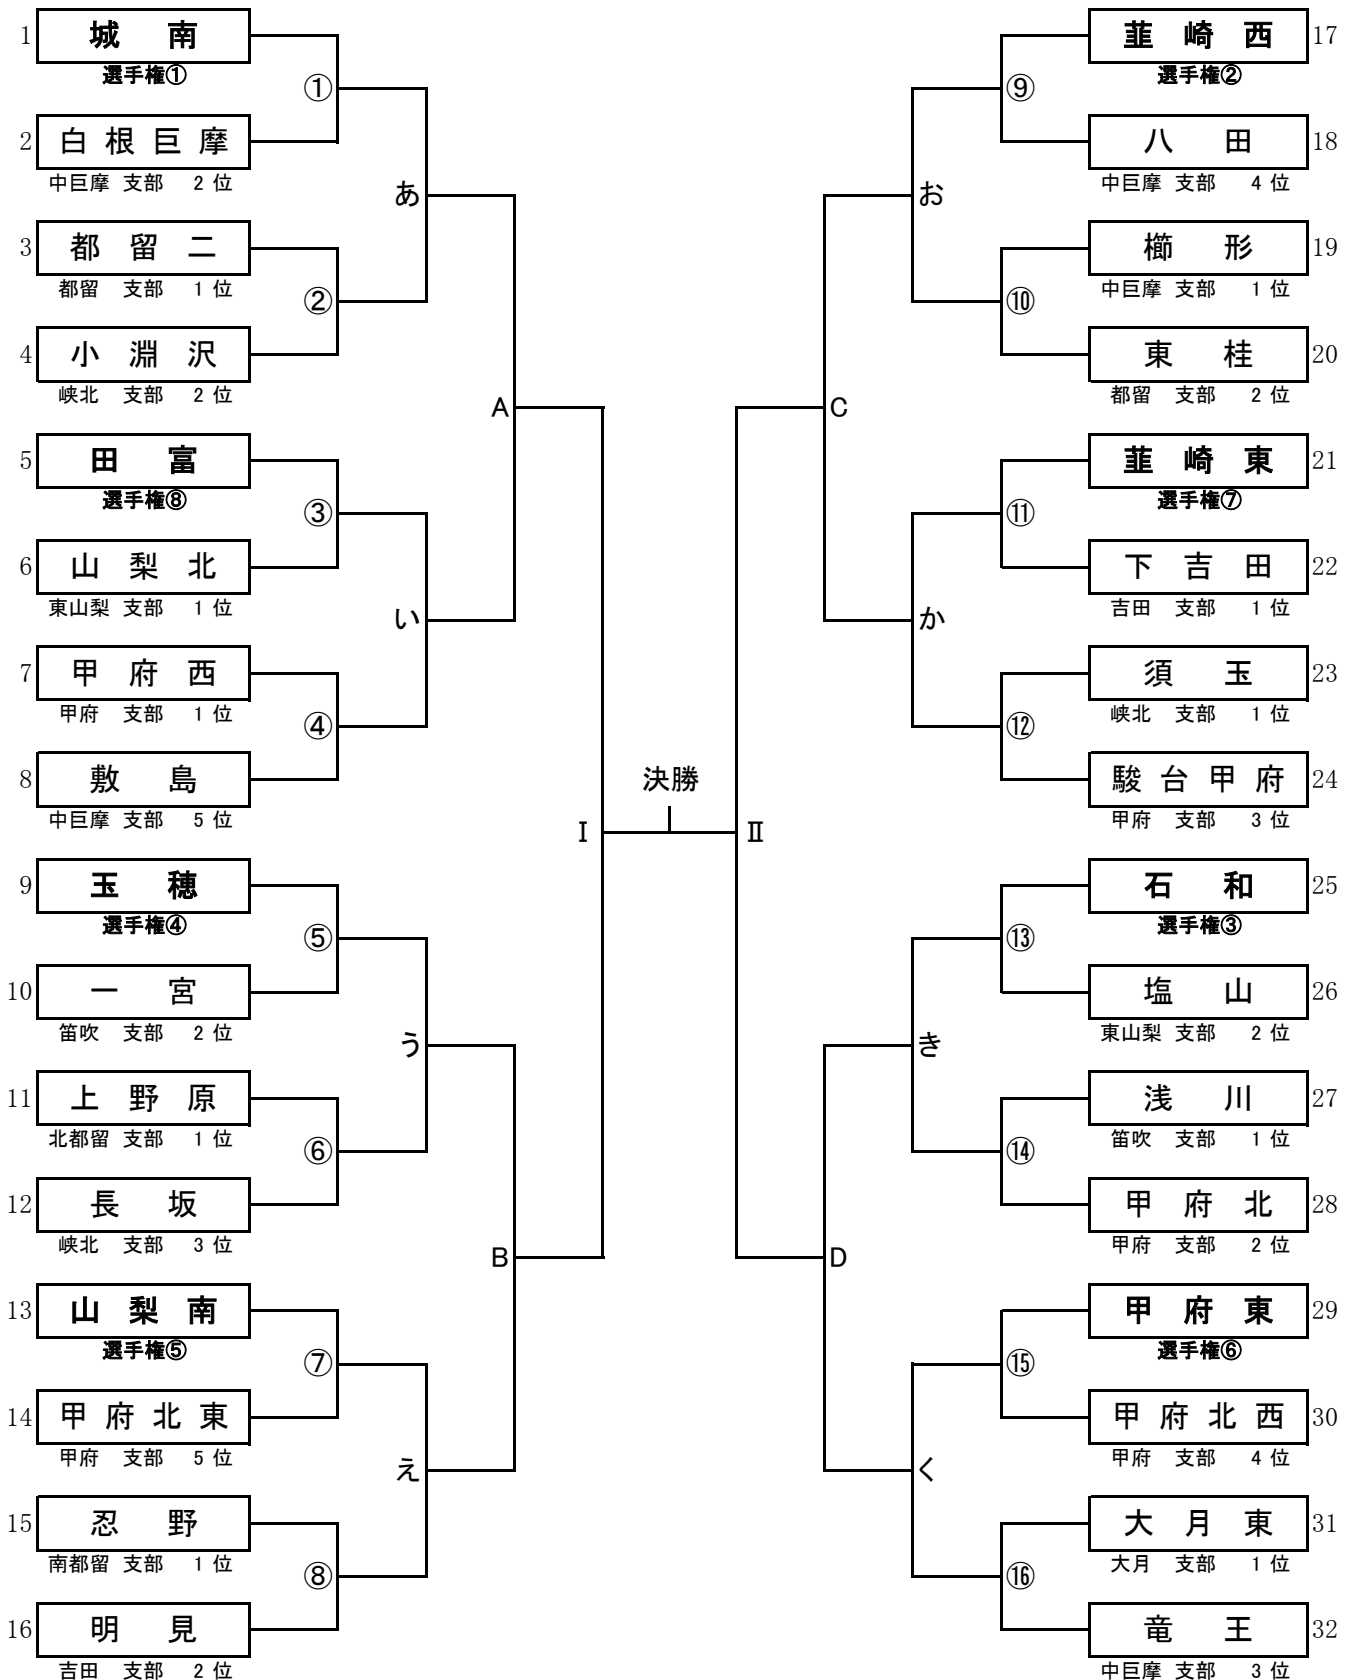 1 城南
選手権①
①
2 白根巨摩
中巨摩 支部 2 位
あ
3 都留二
都留 支部 1 位
②
4 小淵沢
峡北 支部 2 位
A
5 田富
選手権⑧
③
6 山梨北
東山梨 支部 1 位
い
7 甲府西
甲府 支部 1 位
④
8 敷島
中巨摩 支部 5 位
Ⅰ
9 玉穂
選手権④
⑤
10 一宮
笛吹 支部 2 位
う
11 上野原
北都留 支部 1 位
⑥
12 長坂
峡北 支部 3 位
B
13 山梨南
選手権⑤
⑦
14 甲府北東
甲府 支部 5 位
え
15 忍野
南都留 支部 1 位
⑧
16 明見
吉田 支部 2 位
決勝
韮崎西 17
選手権②
⑨
八田 18
中巨摩 支部 4 位
お
櫛形 19
中巨摩 支部 1 位
⑩
東桂 20
都留 支部 2 位
C
韮崎東 21
選手権⑦
⑪
下吉田 22
吉田 支部 1 位
か
須玉 23
峡北 支部 1 位
⑫
駿台甲府 24
甲府 支部 3 位
Ⅱ
石和 25
選手権③
⑬
塩山 26
東山梨 支部 2 位
き
浅川 27
笛吹 支部 1 位
⑭
甲府北 28
甲府 支部 2 位
D
甲府東 29
選手権⑥
⑮
甲府北西 30
甲府 支部 4 位
く
大月東 31
大月 支部 1 位
⑯
竜王 32
中巨摩 支部 3 位